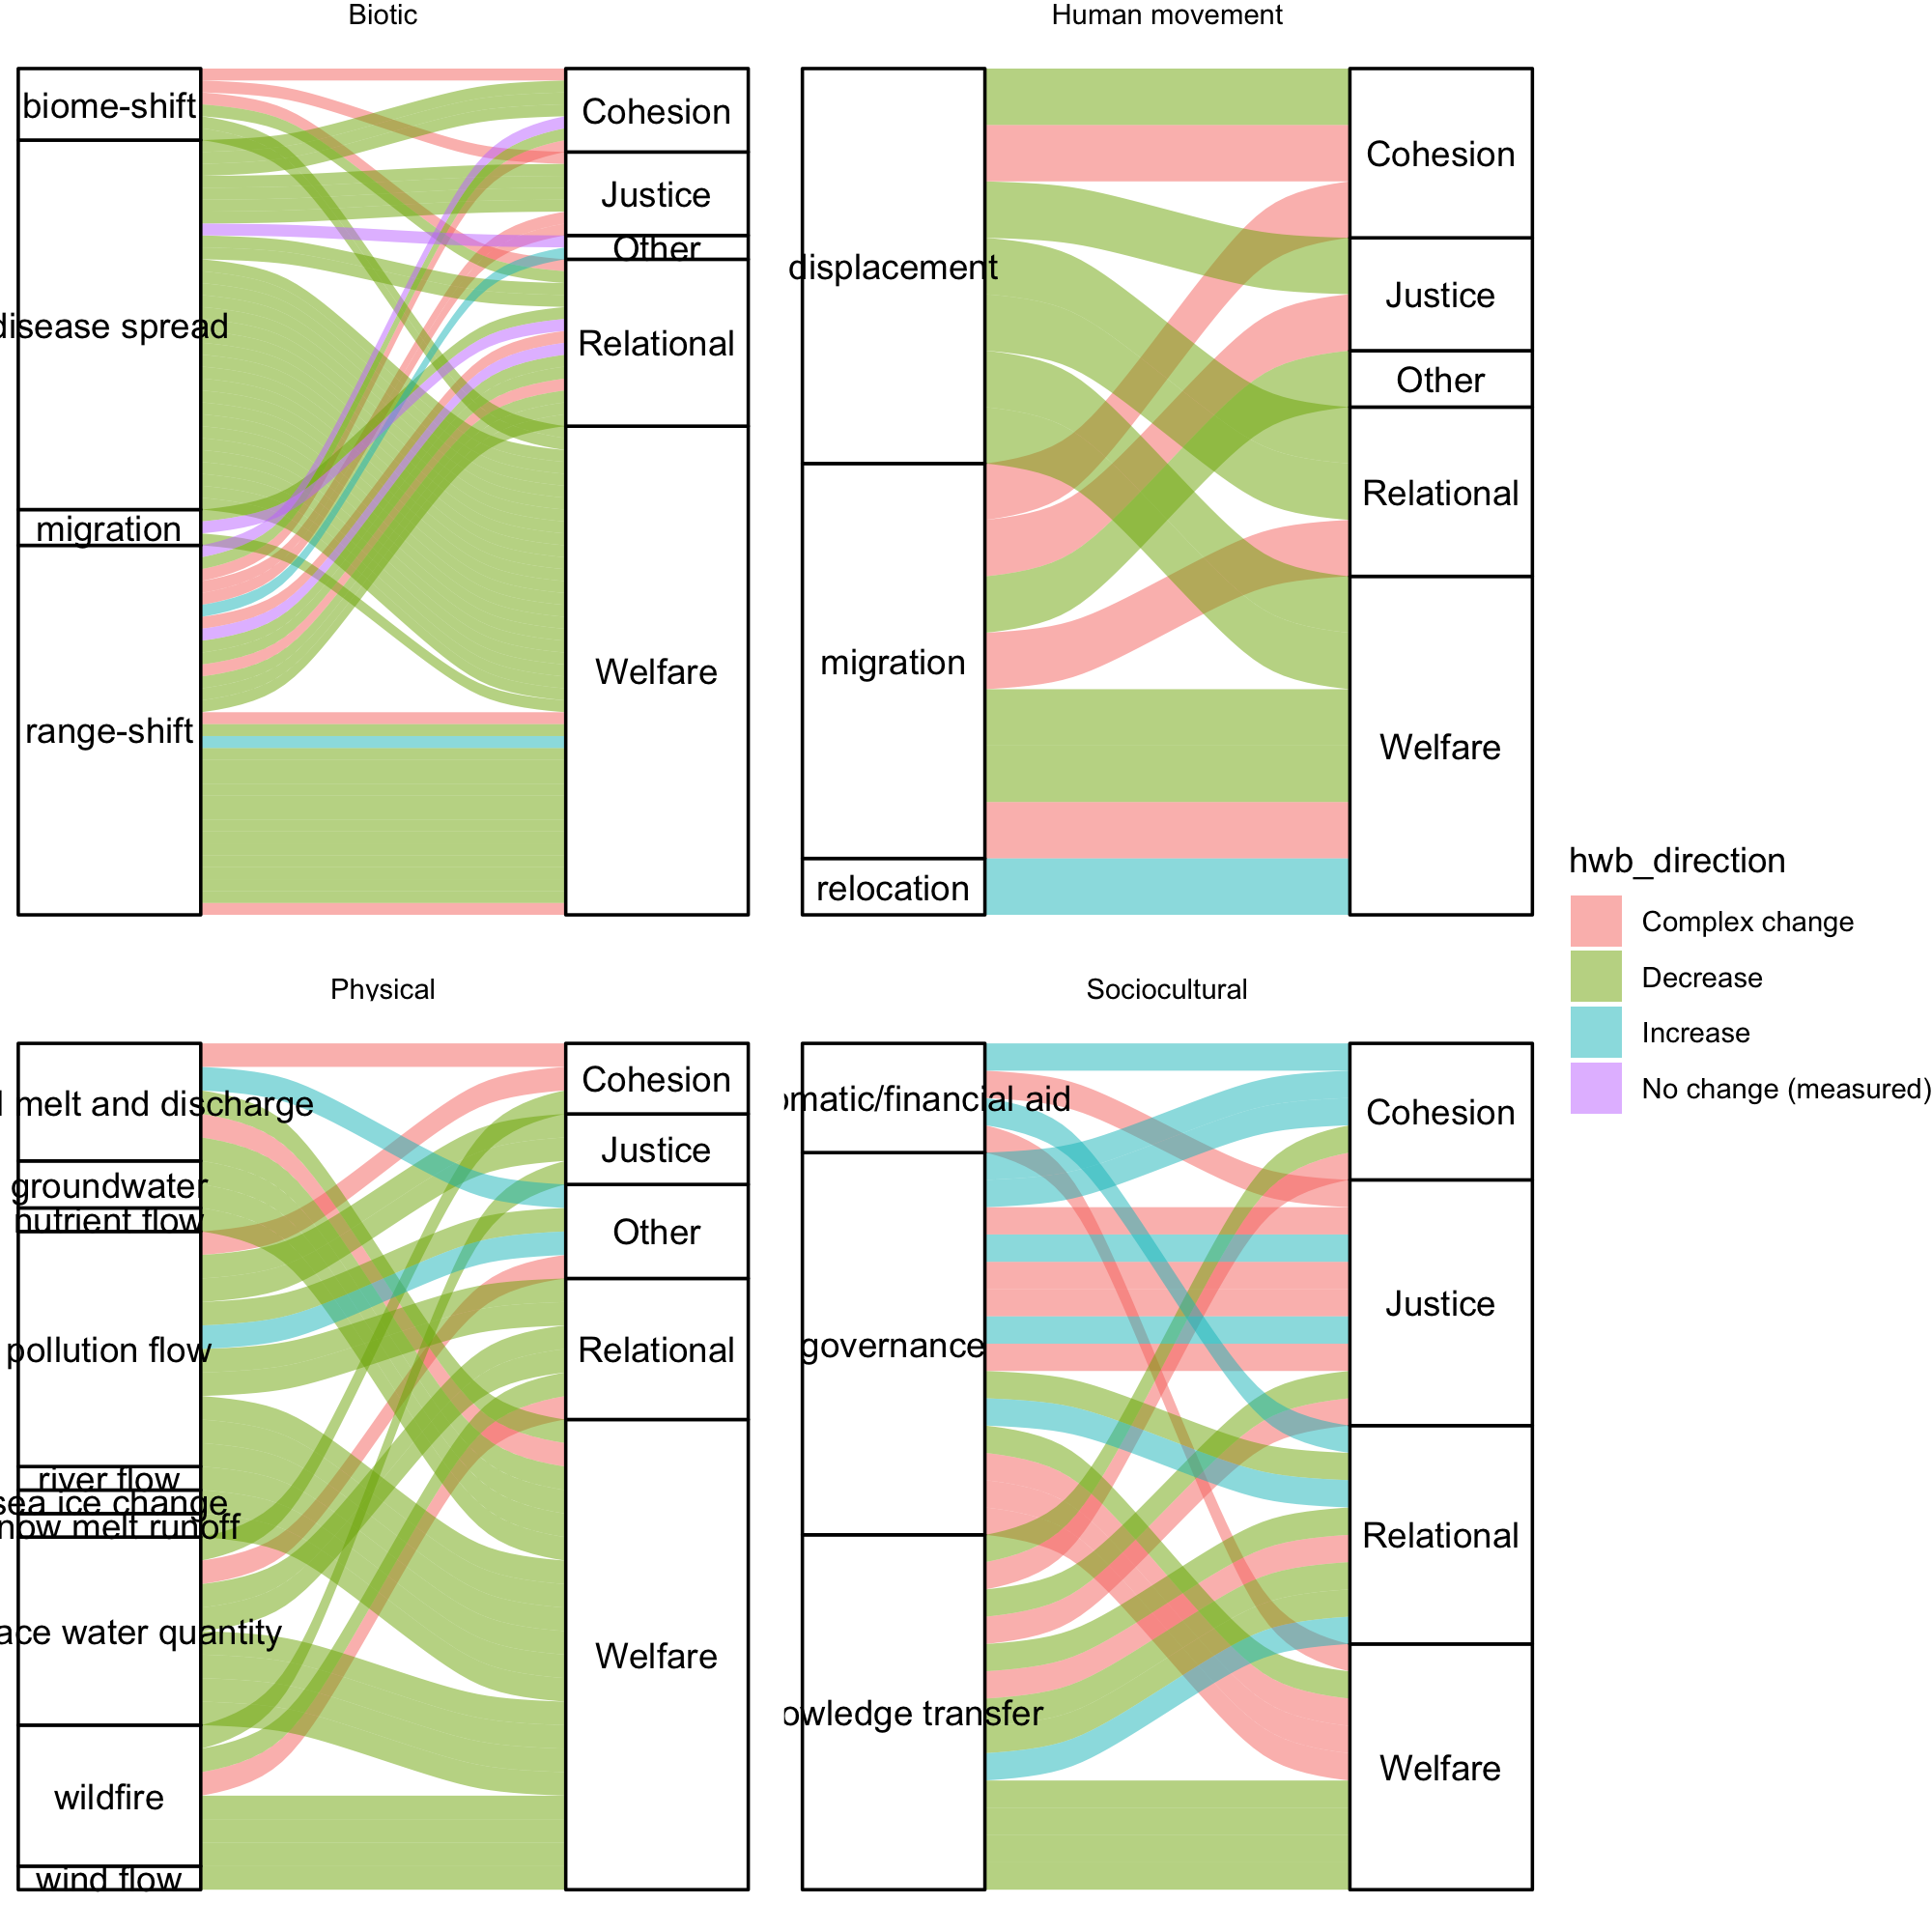 Biotic
biome-shift
disease spread
migration
range-shift
Cohesion
Justice
Other
Relational
Welfare
Human movement
displacement
migration
relocation
Cohesion
Justice
Other
Relational
Welfare
Physical
melt and discharge
groundwater
nutrient flow
pollution flow
river flow
sea ice change
now melt runoff
ace water quantity
wildfire
wind flow
Cohesion
Justice
Other
Relational
Welfare
Sociocultural
omatic/financial aid
governance
owledge transfer
Cohesion
Justice
Relational
Welfare
hwb_direction
Complex change
Decrease
Increase
No change (measured)